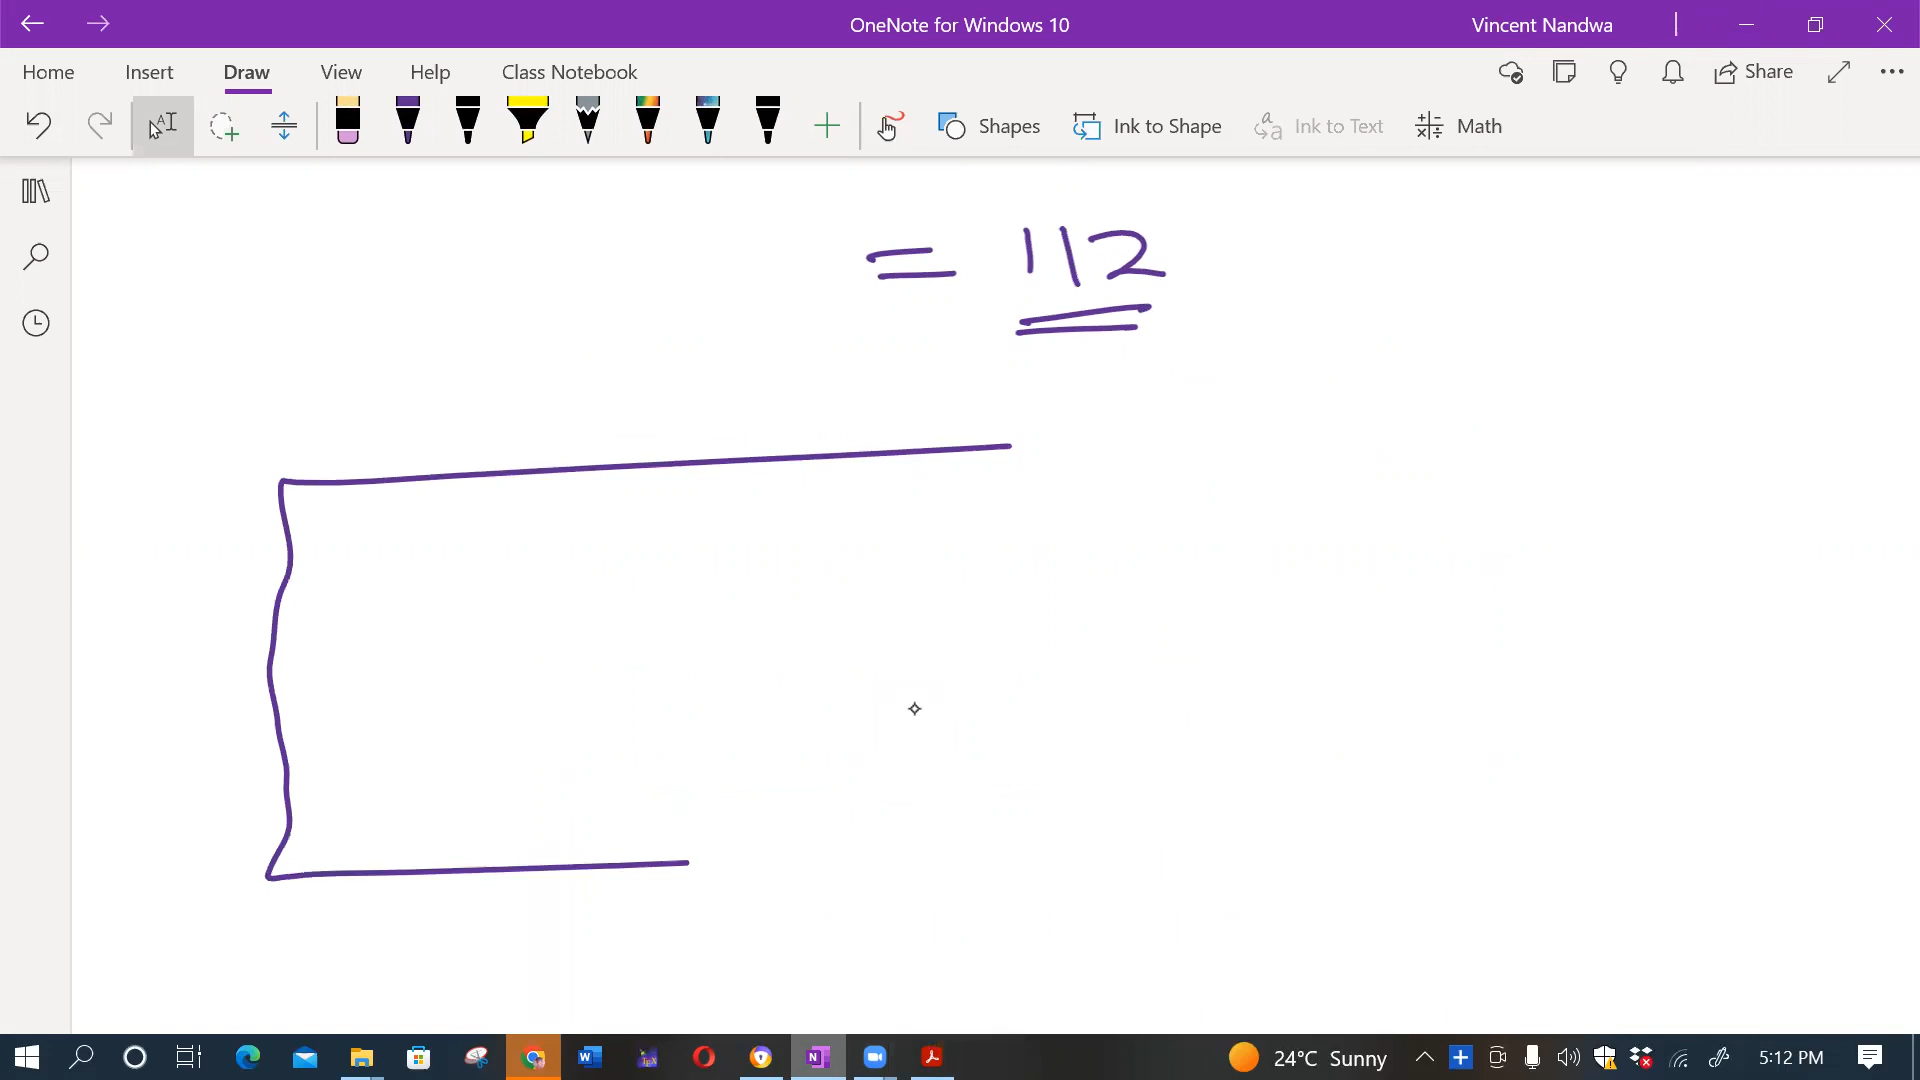 OneNote for Windows 10
Vincent Nandwa
Home Insert Draw View Help Class Notebook Share
Shapes Ink to Shape Ink to Text Math
= 112
24°C Sunny 5:12 PM